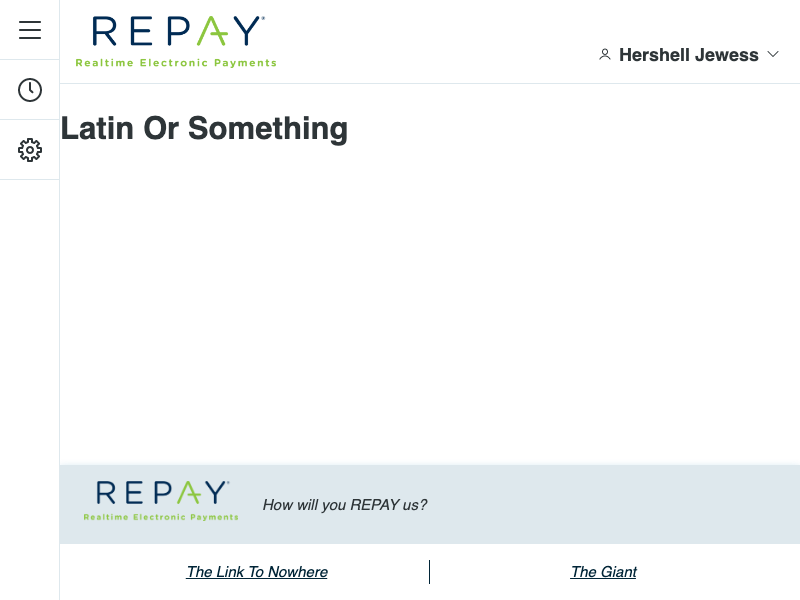 REPAY®
Realtime Electronic Payments
Hershell Jewess
Latin Or Something
REPAY®
Realtime Electronic Payments
How will you REPAY us?
The Link To Nowhere
The Giant